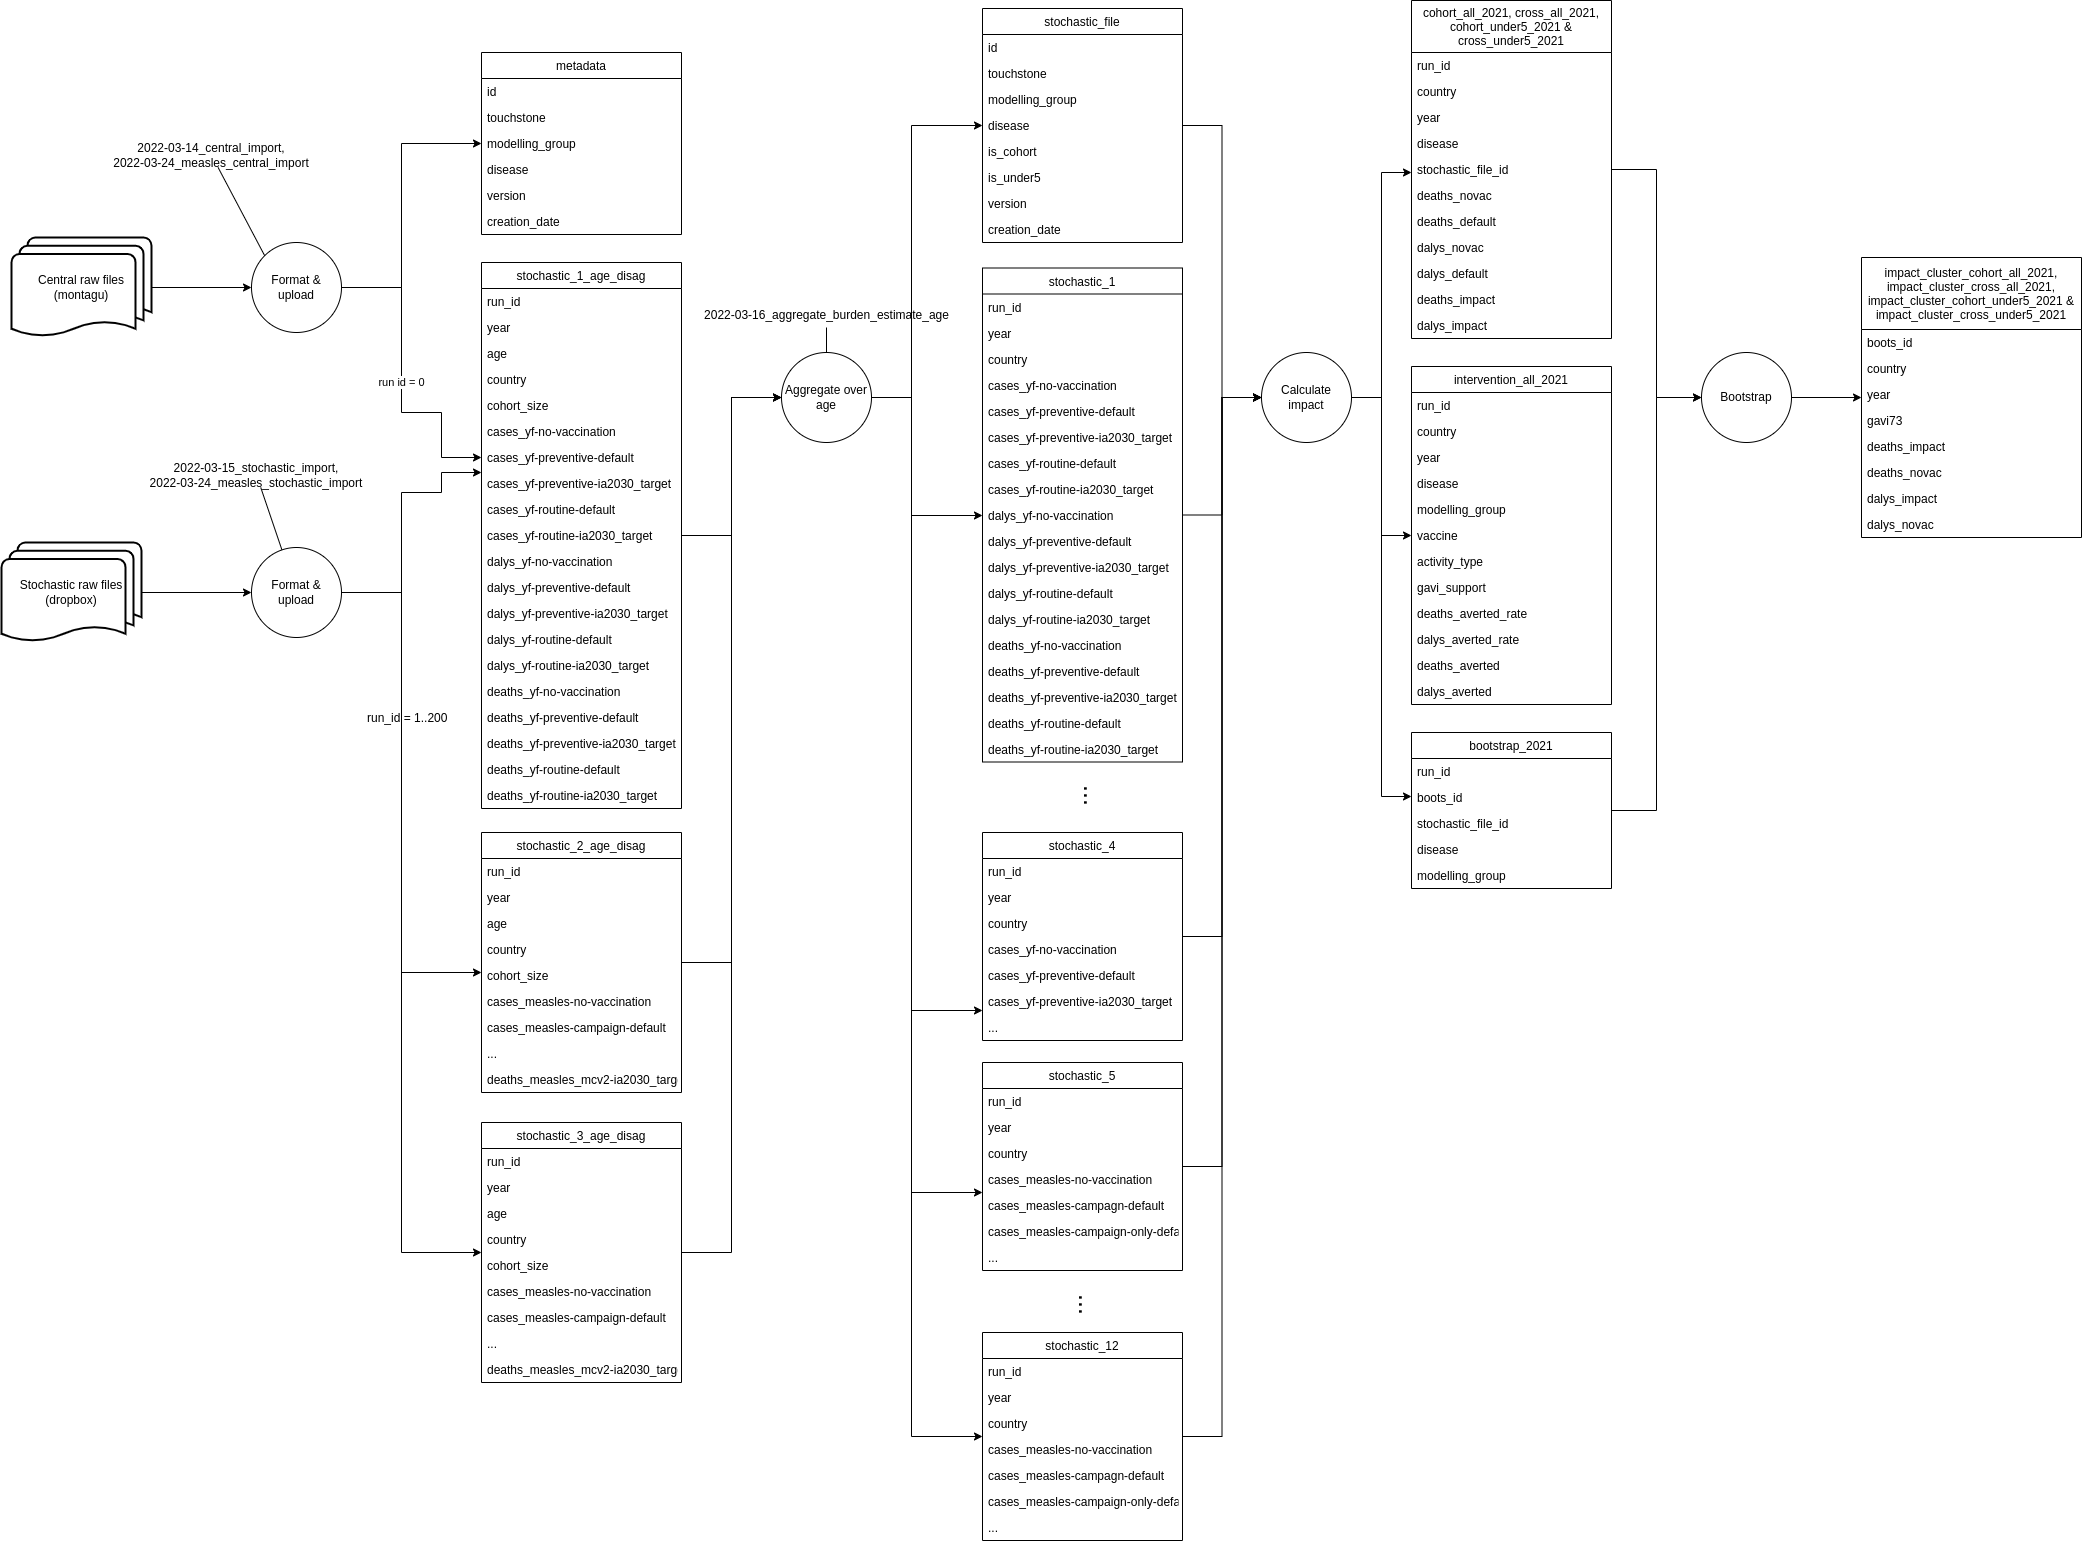 2022-03-14_central_import,
2022-03-24_measles_central_import
Central raw files
(montagu)
Format &
upload
run id = 0
2022-03-15_stochastic_import,
2022-03-24_measles_stochastic_import
Stochastic raw files
(dropbox)
Format &
upload
run_id = 1..200
metadata
id
touchstone
modelling_group
disease
version
creation_date
stochastic_1_age_disag
run_id
year
age
country
cohort_size
cases_yf-no-vaccination
cases_yf-preventive-default
cases_yf-preventive-ia2030_target
cases_yf-routine-default
cases_yf-routine-ia2030_target
dalys_yf-no-vaccination
dalys_yf-preventive-default
dalys_yf-preventive-ia2030_target
dalys_yf-routine-default
dalys_yf-routine-ia2030_target
deaths_yf-no-vaccination
deaths_yf-preventive-default
deaths_yf-preventive-ia2030_target
deaths_yf-routine-default
deaths_yf-routine-ia2030_target
stochastic_2_age_disag
run_id
year
age
country
cohort_size
cases_measles-no-vaccination
cases_measles-campaign-default
...
deaths_measles_mcv2-ia2030_targ
stochastic_3_age_disag
run_id
year
age
country
cohort_size
cases_measles-no-vaccination
cases_measles-campaign-default
...
deaths_measles_mcv2-ia2030_targ
2022-03-16_aggregate_burden_estimate_age
Aggregate over
age
stochastic_file
id
touchstone
modelling_group
disease
is_cohort
is_under5
version
creation_date
stochastic_1
run_id
year
country
cases_yf-no-vaccination
cases_yf-preventive-default
cases_yf-preventive-ia2030_target
cases_yf-routine-default
cases_yf-routine-ia2030_target
dalys_yf-no-vaccination
dalys_yf-preventive-default
dalys_yf-preventive-ia2030_target
dalys_yf-routine-default
dalys_yf-routine-ia2030_target
deaths_yf-no-vaccination
deaths_yf-preventive-default
deaths_yf-preventive-ia2030_target
deaths_yf-routine-default
deaths_yf-routine-ia2030_target
...
stochastic_4
run_id
year
country
cases_yf-no-vaccination
cases_yf-preventive-default
cases_yf-preventive-ia2030_target
...
stochastic_5
run_id
year
country
cases_measles-no-vaccination
cases_measles-campagn-default
cases_measles-campaign-only-defa
...
...
stochastic_12
run_id
year
country
cases_measles-no-vaccination
cases_measles-campagn-default
cases_measles-campaign-only-defa
...
Calculate
impact
cohort_all_2021, cross_all_2021,
cohort_under5_2021 &
cross_under5_2021
run_id
country
year
disease
stochastic_file_id
deaths_novac
deaths_default
dalys_novac
dalys_default
deaths_impact
dalys_impact
intervention_all_2021
run_id
country
year
disease
modelling_group
vaccine
activity_type
gavi_support
deaths_averted_rate
dalys_averted_rate
deaths_averted
dalys_averted
bootstrap_2021
run_id
boots_id
stochastic_file_id
disease
modelling_group
Bootstrap
impact_cluster_cohort_all_2021,
impact_cluster_cross_all_2021,
impact_cluster_cohort_under5_2021 &
impact_cluster_cross_under5_2021
boots_id
country
year
gavi73
deaths_impact
deaths_novac
dalys_impact
dalys_novac